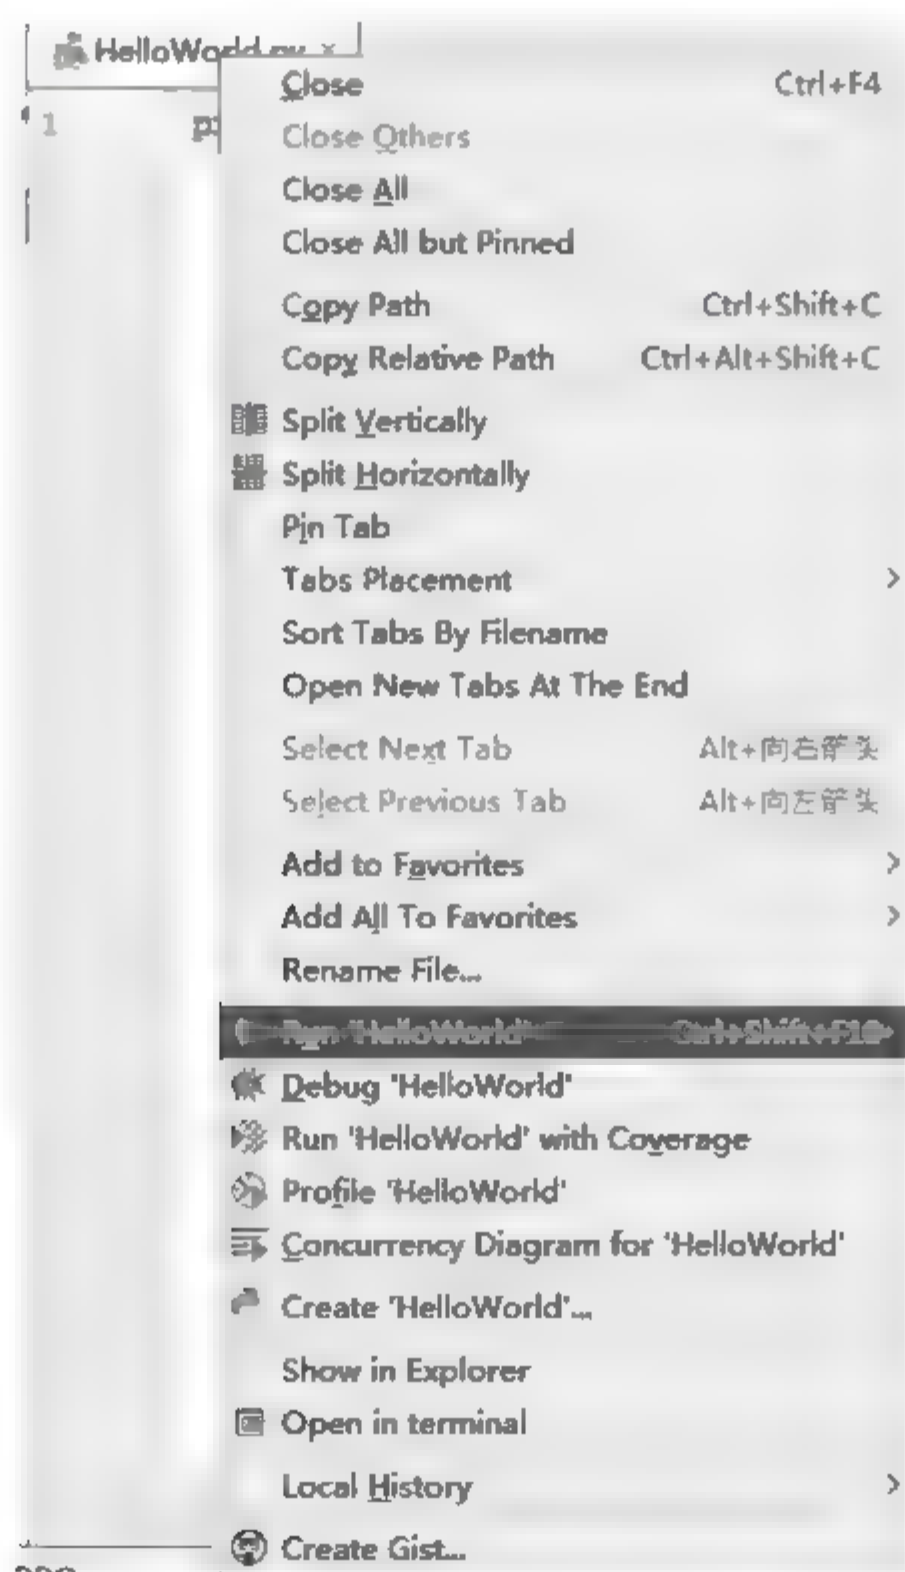 HelloWorld.py ×
Close Ctrl+F4
1
Close Others
Close All
Close All but Pinned
Copy Path Ctrl+Shift+C
Copy Relative Path Ctrl+Alt+Shift+C
Split Vertically
Split Horizontally
Pin Tab
Tabs Placement
Sort Tabs By Filename
Open New Tabs At The End
Select Next Tab Alt+向右箭头
Select Previous Tab Alt+向左箭头
Add to Favorites
Add All To Favorites
Rename File...
Run 'HelloWorld' Ctrl+Shift+F10
Debug 'HelloWorld'
Run 'HelloWorld' with Coverage
Profile 'HelloWorld'
Concurrency Diagram for 'HelloWorld'
Create 'HelloWorld'...
Show in Explorer
Open in terminal
Local History
Create Gist...